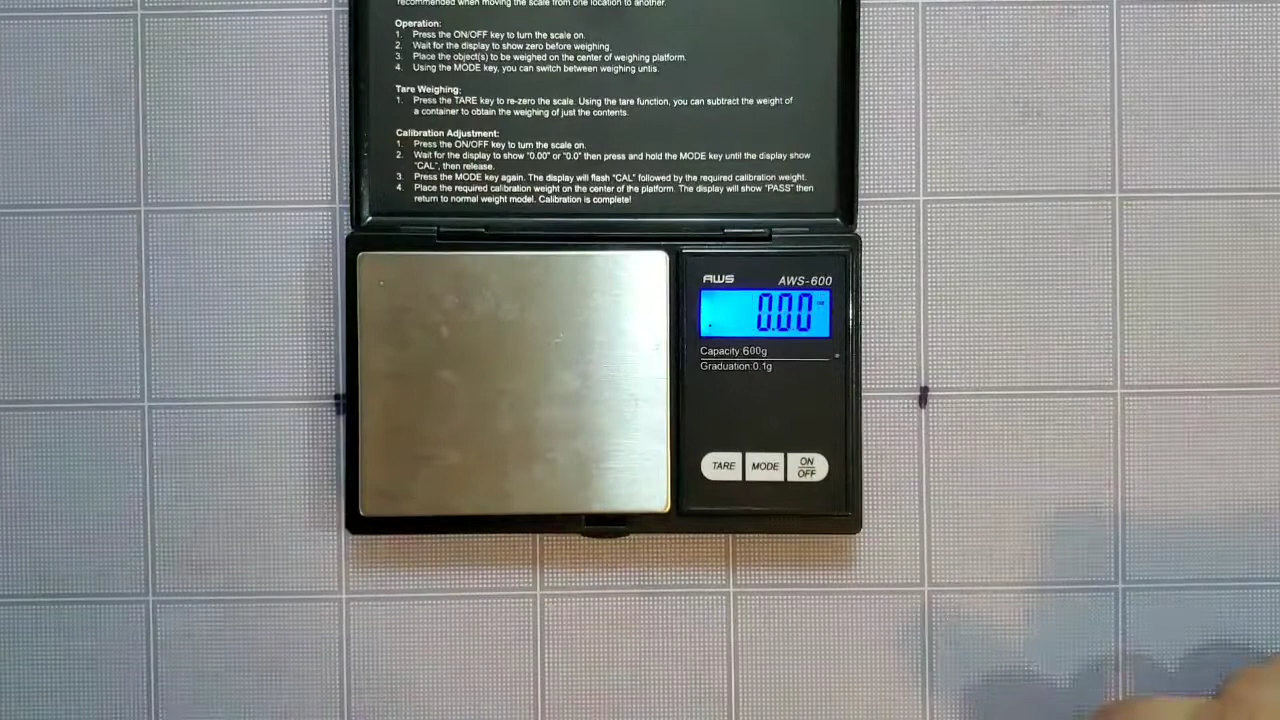 recommended when moving the scale from one location to another.
Operation:
1. Press the ON/OFF key to turn the scale on.
2. Wait for the display to show zero before weighing
3. Place the object(s) to be weighed on the center of weighing platform.
4. Using the MODE key, you can switch between weighing untis.
Tare Weighing:
1. Press the TARE key to re-zero the scale. Using the tare function, you can subtract the weight of
a container to obtain the weighing of just the contents.
Calibration Adjustment:
1. Press the ON/OFF key to turn the scale on.
2. Wait for the display to show "0.00" or "0.0" then press and hold the MODE key until the display show
"CAL", then release.
3. Press the MODE key again. The display will flash "CAL" followed by the required calibration weight.
4. Place the required calibration weight on the center of the platform. The display will show "PASS" then
return to normal weight model. Calibration is complete!
AWS AWS-600
0.00
Capacity:600g
Graduation:0.1g
TARE MODE ON/OFF